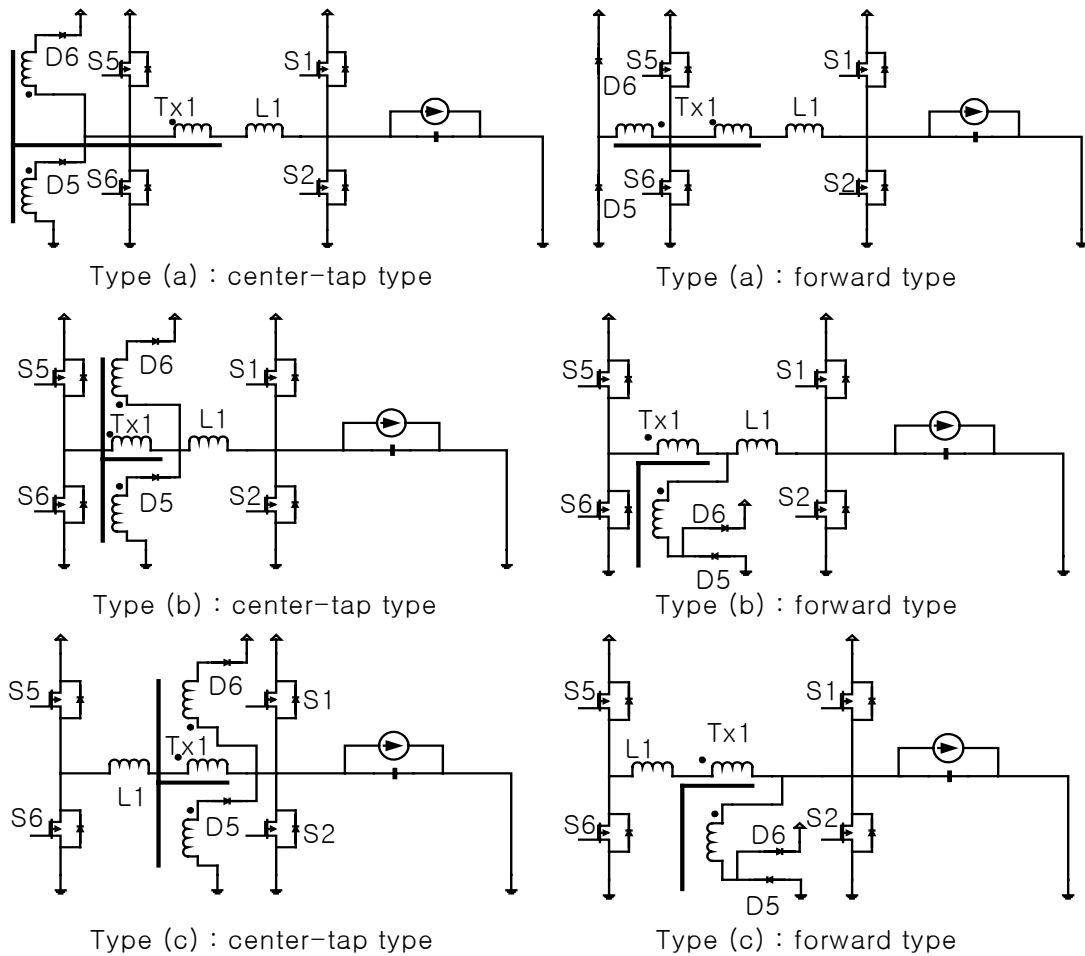 D6
S5
S1
Tx1
L1
D5
S6
S2
Type (a) : center-tap type
D6
S5
S1
Tx1
L1
D5
S6
S2
Type (a) : forward type
S5
D6
S1
Tx1
L1
S6
D5
S2
Type (b) : center-tap type
S5
S1
Tx1
L1
S6
D6
S2
D5
Type (b) : forward type
S5
D6
S1
Tx1
L1
S6
D5
S2
Type (c) : center-tap type
S5
S1
L1
Tx1
S6
D6
S2
D5
Type (c) : forward type